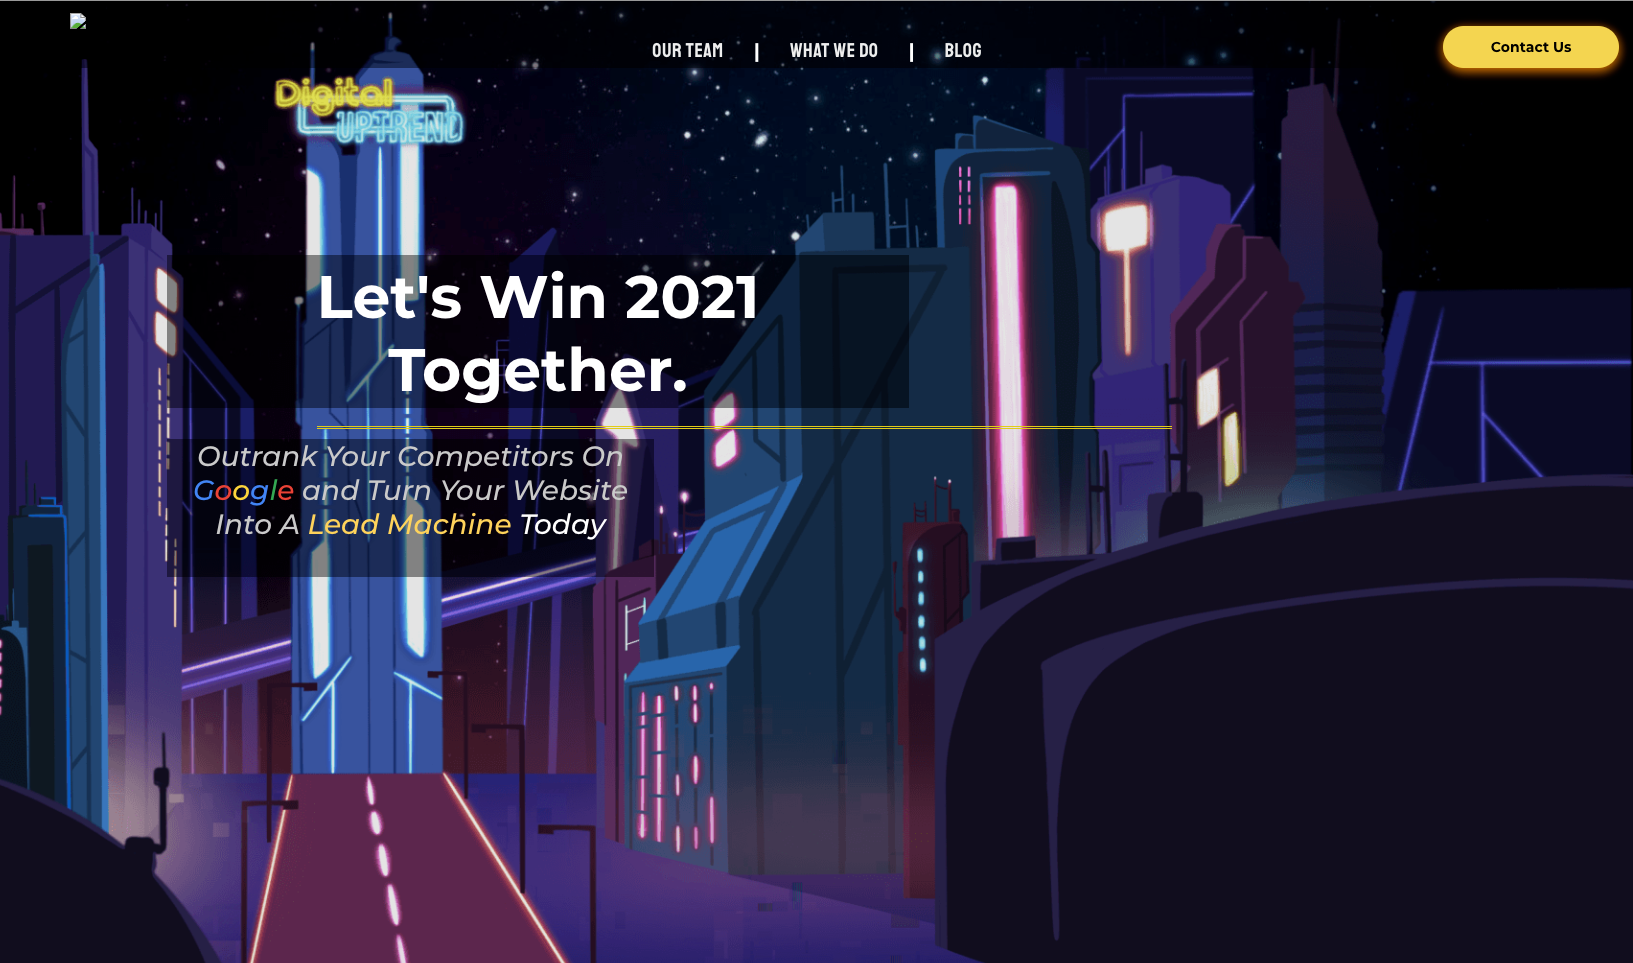 OUR TEAM | WHAT WE DO | BLOG
Contact Us
Digital
UPTREND
Let's Win 2021
Together.
Outrank Your Competitors On
Google and Turn Your Website
Into A Lead Machine Today